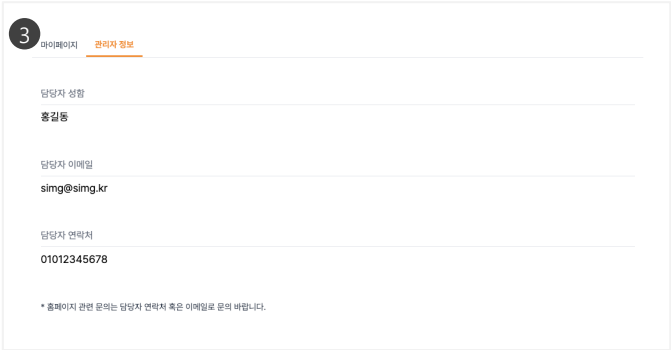 3
마이페이지 관리자 정보
담당자 성함
홍길동
담당자 이메일
simg@simg.kr
담당자 연락처
01012345678
* 홈페이지 관련 문의는 담당자 연락처 혹은 이메일로 문의 바랍니다.